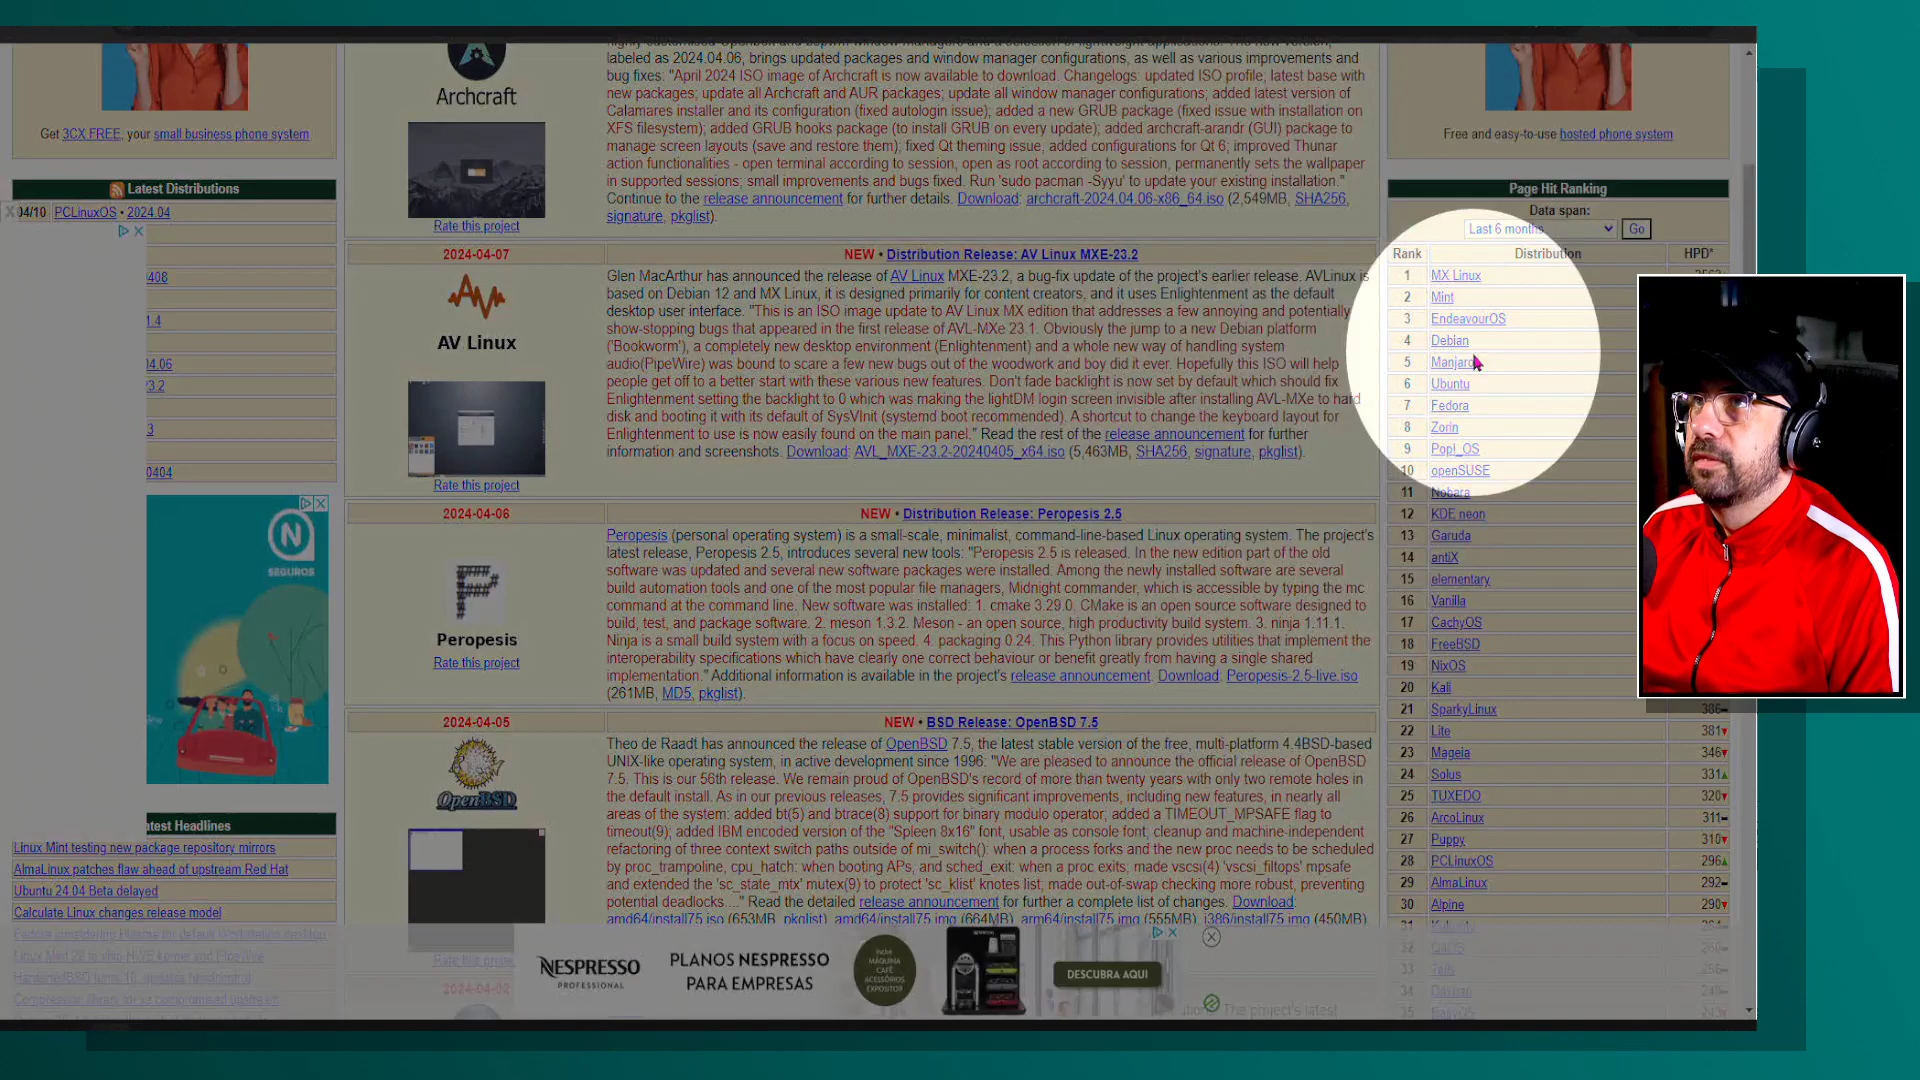 Get 3CX FREE, your small business phone system
Latest Distributions
04/10 PCLinuxOS • 2024.04
408
1.4
.04.06
3.2
3
0404
N
SEGUROS
Latest Headlines
Linux Mint testing new package repository mirrors
AlmaLinux patches flaw ahead of upstream Red Hat
Ubuntu 24.04 Beta delayed
Calculate Linux changes release model
Archcraft
Rate this project
labeled as 2024.04.06, brings updated packages and window manager configurations, as well as various improvements and
bug fixes: "April 2024 ISO image of Archcraft is now available to download. Changelogs: updated ISO profile; latest base with
new packages; update all Archcraft and AUR packages; update all window manager configurations; added latest version of
Calamares installer and its configuration (fixed autologin issue); added a new GRUB package (fixed issue with installation on
XFS filesystem); added GRUB hooks package (to install GRUB on every update); added archcraft-arandr (GUI) package to
manage screen layouts (save and restore them); fixed Qt theming issue, added configurations for Qt 6; improved Thunar
action functionalities - open terminal according to session, open as root according to session, permanently sets the wallpaper
in supported sessions; small improvements and bugs fixed. Run 'sudo pacman -Syyu' to update your existing installation."
Continue to the release announcement for further details. Download: archcraft-2024.04.06-x86_64.iso (2,549MB, SHA256,
signature, pkglist).
2024-04-07
NEW • Distribution Release: AV Linux MXE-23.2
AV Linux
Rate this project
Glen MacArthur has announced the release of AV Linux MXE-23.2, a bug-fix update of the project's earlier release. AVLinux is
based on Debian 12 and MX Linux, it is designed primarily for content creators, and it uses Enlightenment as the default
desktop user interface. "This is an ISO image update to AV Linux MX edition that addresses a few annoying and potentially
show-stopping bugs that appeared in the first release of AVL-MXe 23.1. Obviously the jump to a new Debian platform
('Bookworm'), a completely new desktop environment (Enlightenment) and a whole new way of handling system
audio(PipeWire) was bound to scare a few new bugs out of the woodwork and boy did it ever. Hopefully this ISO will help
people get off to a better start with these various new features. Don't fade backlight is now set by default which should fix
Enlightenment setting the backlight to 0 which was making the lightDM login screen invisible after installing AVL-MXe to hard
disk and booting it with its default of SysVInit (systemd boot recommended). A shortcut to change the keyboard layout for
Enlightenment to use is now easily found on the main panel." Read the rest of the release announcement for further
information and screenshots. Download: AVL_MXE-23.2-20240405_x64.iso (5,463MB, SHA256, signature, pkglist).
2024-04-06
NEW • Distribution Release: Peropesis 2.5
Peropesis
Rate this project
Peropesis (personal operating system) is a small-scale, minimalist, command-line-based Linux operating system. The project's
latest release, Peropesis 2.5, introduces several new tools: "Peropesis 2.5 is released. In the new edition part of the old
software was updated and several new software packages were installed. Among the newly installed software are several
build automation tools and one of the most popular file managers, Midnight commander, which is accessible by typing the mc
command at the command line. New software was installed: 1. cmake 3.29.0. CMake is an open source software designed to
build, test, and package software. 2. meson 1.3.2. Meson - an open source, high productivity build system. 3. ninja 1.11.1.
Ninja is a small build system with a focus on speed. 4. packaging 0.24. This Python library provides utilities that implement the
interoperability specifications which have clearly one correct behaviour or benefit greatly from having a single shared
implementation." Additional information is available in the project's release announcement. Download: Peropesis-2.5-live.iso
(261MB, MD5, pkglist).
2024-04-05
NEW • BSD Release: OpenBSD 7.5
OpenBSD
Theo de Raadt has announced the release of OpenBSD 7.5, the latest stable version of the free, multi-platform 4.4BSD-based
UNIX-like operating system, in active development since 1996: "We are pleased to announce the official release of OpenBSD
7.5. This is our 56th release. We remain proud of OpenBSD's record of more than twenty years with only two remote holes in
the default install. As in our previous releases, 7.5 provides significant improvements, including new features, in nearly all
areas of the system: added bt(5) and btrace(8) support for binary modulo operator; added a TIMEOUT_MPSAFE flag to
timeout(9); added IBM encoded version of the "Spleen 8x16" font, usable as console font; cleanup and machine-independent
refactoring of three context switch paths outside of mi_switch(): when a process forks and the new proc needs to be scheduled
by proc_trampoline, cpu_hatch: when booting APs, and sched_exit: when a proc exits; made vscsi(4) 'vscsi_filtops' mpsafe
and extended the 'sc_state_mtx' mutex(9) to protect 'sc_klist' knotes list; made out-of-swap checking more robust, preventing
potential deadlocks...." Read the detailed release announcement for further a complete list of changes. Download:
amd64/install75.iso (653MB, pkglist), amd64/install75.img (664MB), arm64/install75.img (555MB), i386/install75.img (450MB),
2024-04-02
NESPRESSO
PROFESSIONAL
PLANOS NESPRESSO
PARA EMPRESAS
INCLUI
MÁQUINA
CAFÉ
ACESSÓRIOS
EXPOSITOR
DESCUBRA AQUI
The project's latest
Free and easy-to-use hosted phone system
Page Hit Ranking
Data span:
Last 6 months Go
Rank Distribution HPD*
1 MX Linux
2 Mint
3 EndeavourOS
4 Debian
5 Manjaro
6 Ubuntu
7 Fedora
8 Zorin
9 Pop!_OS
10 openSUSE
11 Nobara
12 KDE neon
13 Garuda
14 antiX
15 elementary
16 Vanilla
17 CachyOS
18 FreeBSD
19 NixOS
20 Kali
21 SparkyLinux 386
22 Lite 381
23 Mageia 346
24 Solus 331
25 TUXEDO 320
26 ArcoLinux 311
27 Puppy 310
28 PCLinuxOS 296
29 AlmaLinux 292
30 Alpine 290
31 Kubuntu 264
32 Q4OS
33 Tails 256
34
35 EasyOS 243